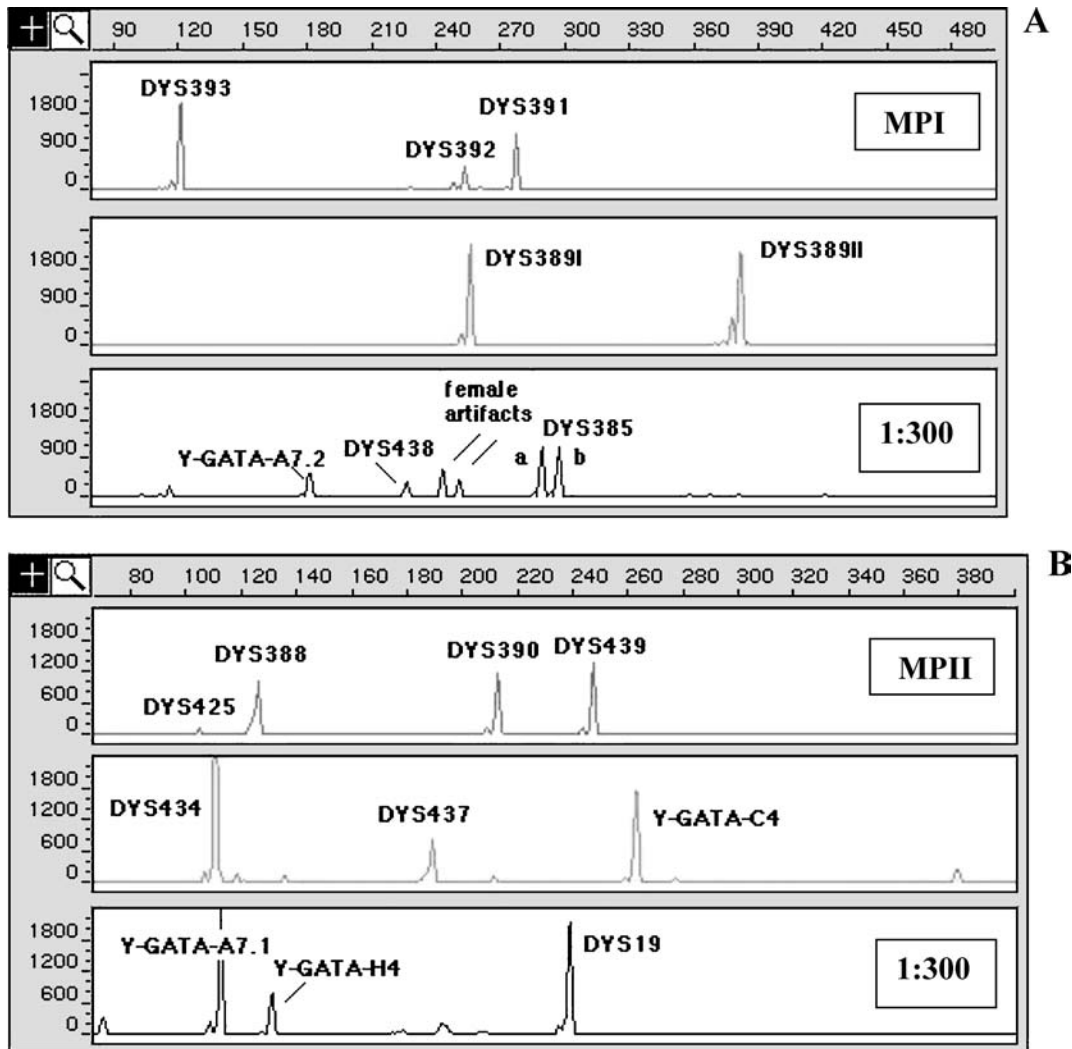 A
90 120 150 180 210 240 270 300 330 360 390 420 450 480
DYS393
DYS392
DYS391
MPI
1800
900
0
DYS389I
DYS389II
1800
900
0
Y-GATA-A7.2
DYS438
female
artifacts
DYS385
a
b
1:300
1800
900
0
B
80 100 120 140 160 180 200 220 240 260 280 300 320 340 360 380
DYS425
DYS388
DYS390
DYS439
MPII
1800
1200
600
0
DYS434
DYS437
Y-GATA-C4
1800
1200
600
0
Y-GATA-A7.1
Y-GATA-H4
DYS19
1:300
1800
1200
600
0